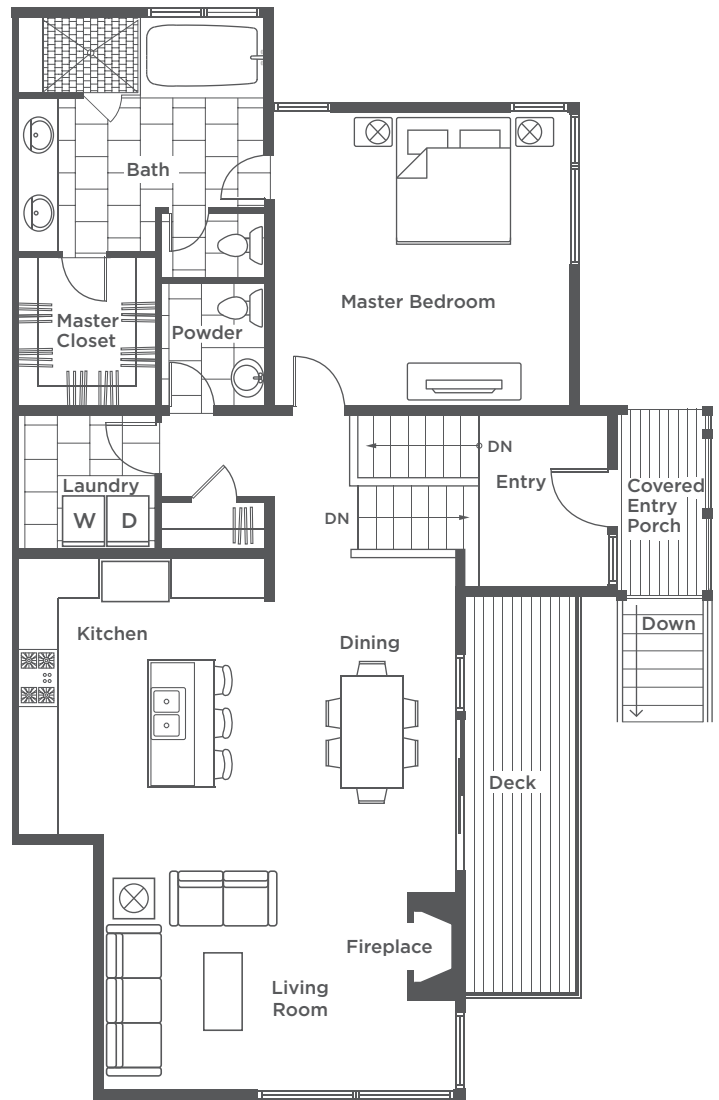 Bath
Master Bedroom
Master
Closet
Powder
DN
Entry
Laundry
W D
DN
Covered
Entry
Porch
Down
Kitchen
Dining
Deck
Fireplace
Living
Room